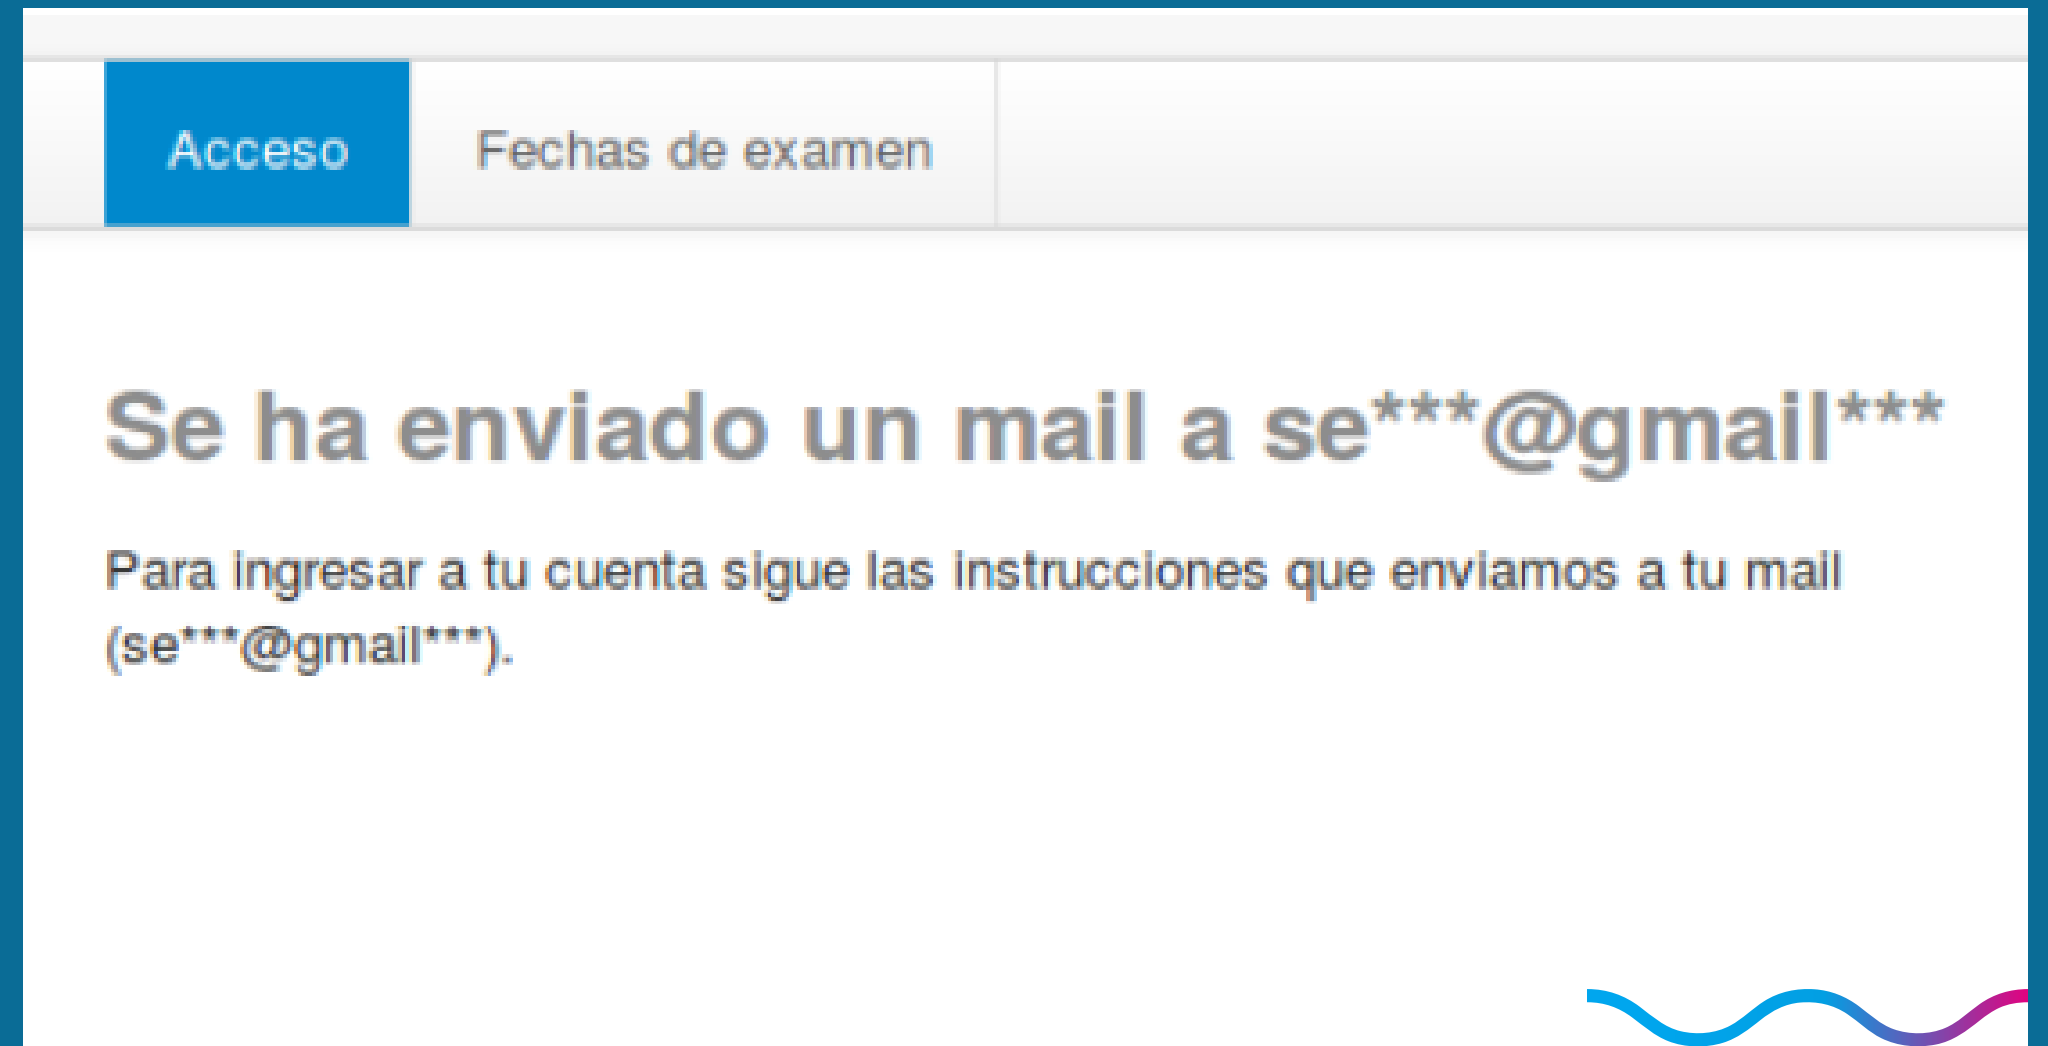 Acceso Fechas de examen
Se ha enviado un mail a se***@gmail***
Para ingresar a tu cuenta sigue las instrucciones que enviamos a tu mail
(se***@gmail***).